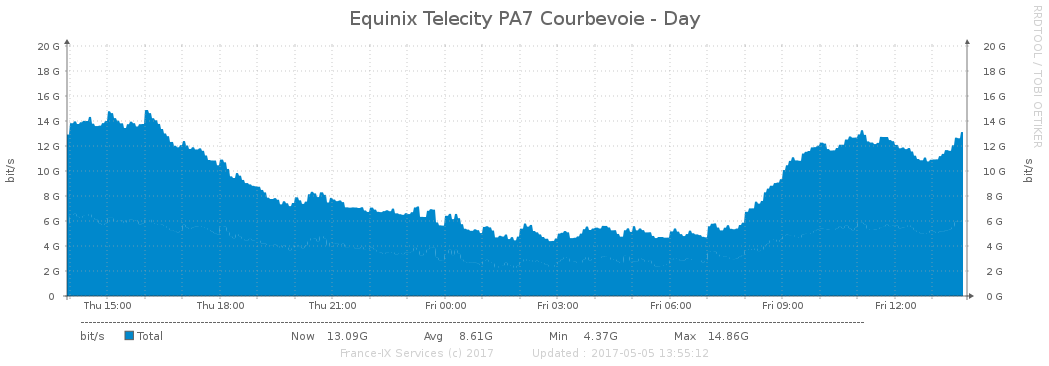 Equinix Telecity PA7 Courbevoie - Day
RRDTOOL / TOBI OETIKER
20 G 20 G
18 G 18 G
16 G 16 G
14 G 14 G
12 G 12 G
10 G 10 G
8 G 8 G
6 G 6 G
4 G 4 G
2 G 2 G
0 0 G
bit/s bit/s
Thu 15:00 Thu 18:00 Thu 21:00 Fri 00:00 Fri 03:00 Fri 06:00 Fri 09:00 Fri 12:00
bit/s Total Now 13.09G Avg 8.61G Min 4.37G Max 14.86G
France-IX Services (c) 2017 Updated : 2017-05-05 13:55:12